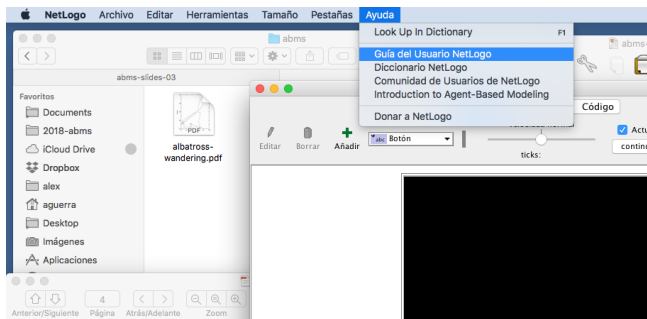 NetLogo Archivo Editar Herramientas Tamaño Pestañas Ayuda
abms
Look Up In Dictionary F1
Guía del Usuario NetLogo
Diccionario NetLogo
Comunidad de Usuarios de NetLogo
Introduction to Agent-Based Modeling
Donar a NetLogo
abms-slides-03
Favoritos
Documents
2018-abms
iCloud Drive
Dropbox
alex
aguerra
Desktop
Imágenes
Aplicaciones
PDF
albatross-
wandering.pdf
Código
Editar Borrar Añadir
abc Botón
ticks:
4
Anterior/Siguiente Página Atrás/Adelante Zoom